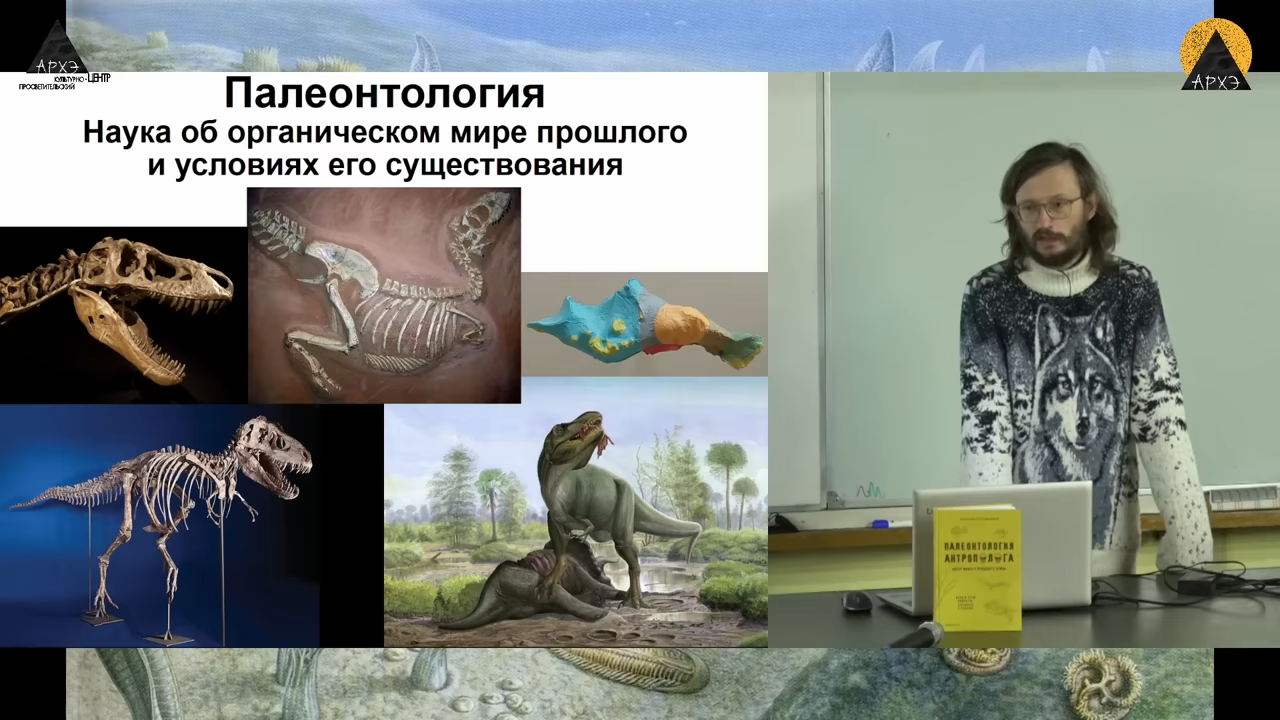 АРХЭ
КУЛЬТУРНО-ЦЕНТР
ПРОСВЕТИТЕЛЬСКИЙ
АРХЭ
Палеонтология
Наука об органическом мире прошлого
и условиях его существования
ПАЛЕОНТОЛОГИЯ
АНТРОПОЛОГА